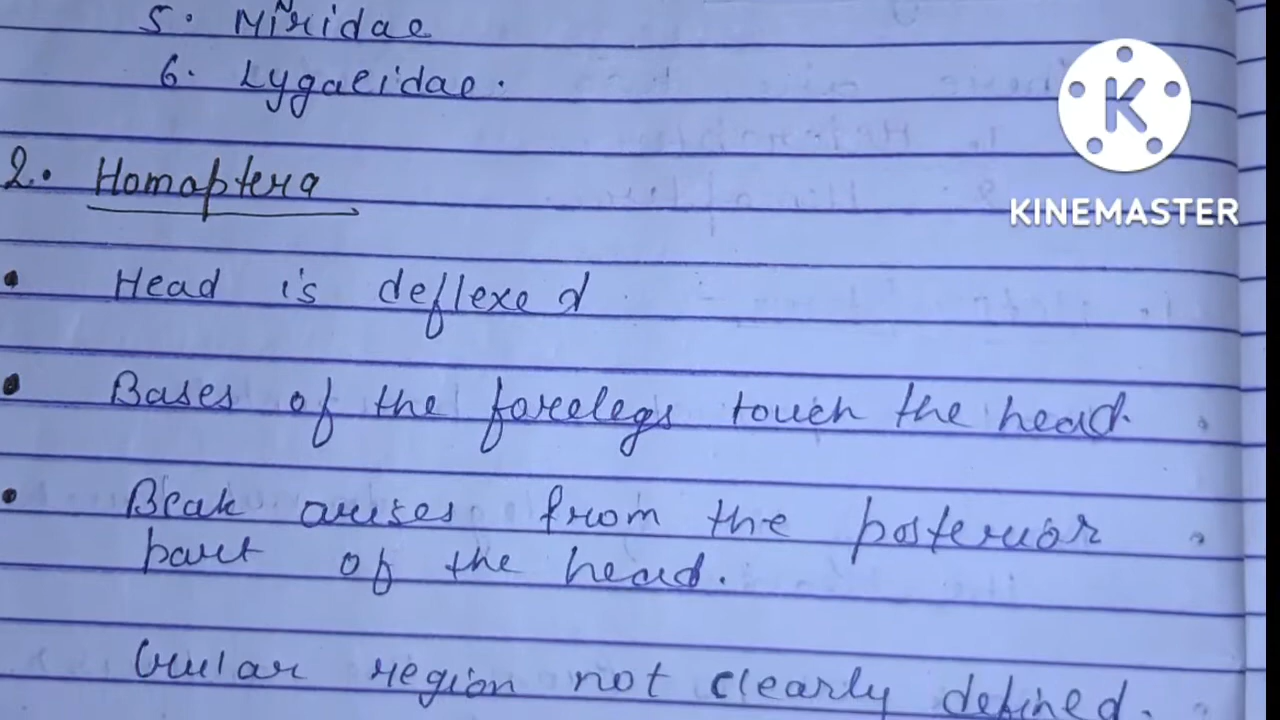 5. Miridae
6. Lygaeidae.
2. Homoptera
• Head is deflexed
• Bases of the forelegs touch the head.
• Beak arises from the posterior
part of the head.
region not clearly defined.
KINEMASTER